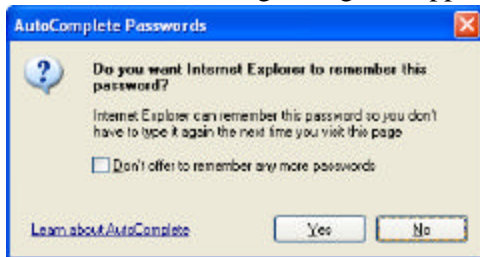 AutoComplete Passwords
Do you want Internet Explorer to remember this
password?
Internet Explorer can remember this password so you don't
have to type it again the next time you visit this page
Don't offer to remember any more passwords
Learn about AutoComplete
Yes
No